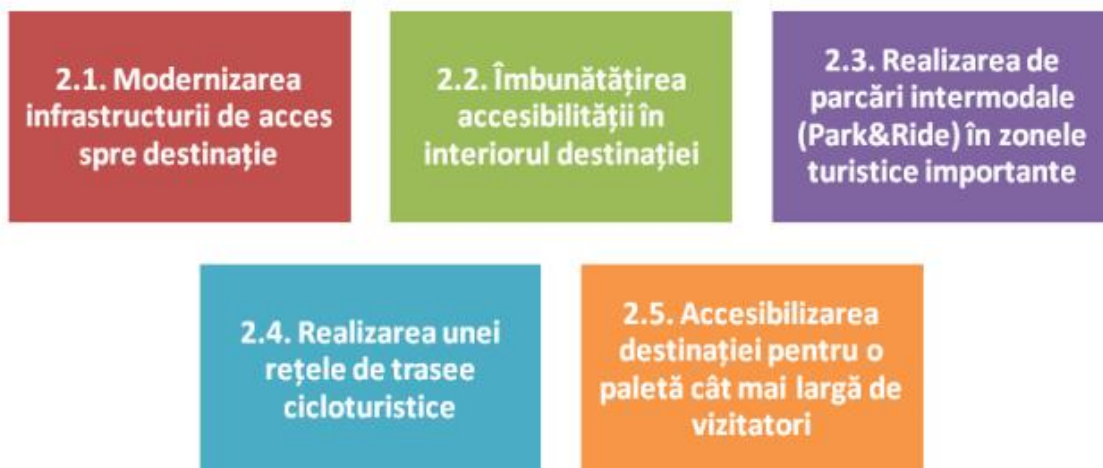 2.1. Modernizarea
infrastructurii de acces
spre destinație
2.2. Îmbunătățirea
accesibilității în
interiorul destinației
2.3. Realizarea de
parcări intermodale
(Park&Ride) în zonele
turistice importante
2.4. Realizarea unei
rețele de trasee
cicloturistice
2.5. Accesibilizarea
destinației pentru o
paletă cât mai largă de
vizitatori